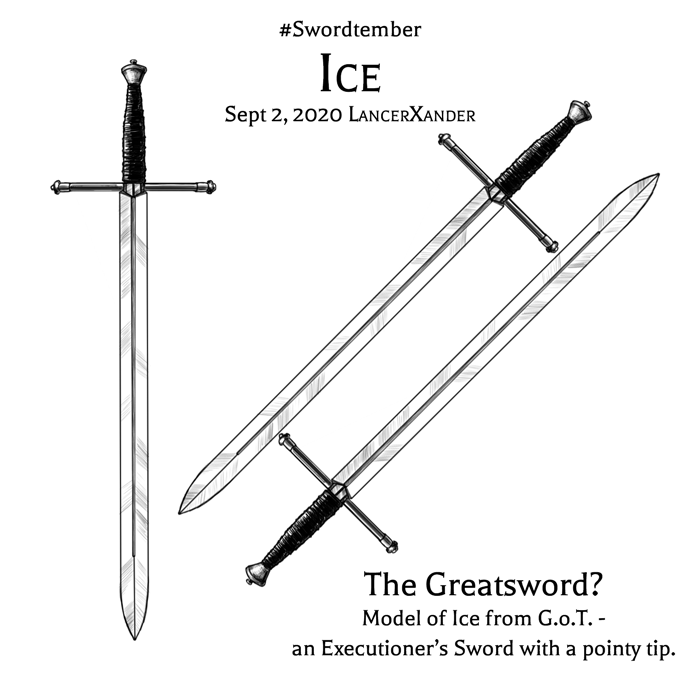 #Swordtember
Ice
Sept 2, 2020 LancerXander
The Greatsword?
Model of Ice from G.o.T. -
an Executioner's Sword with a pointy tip.